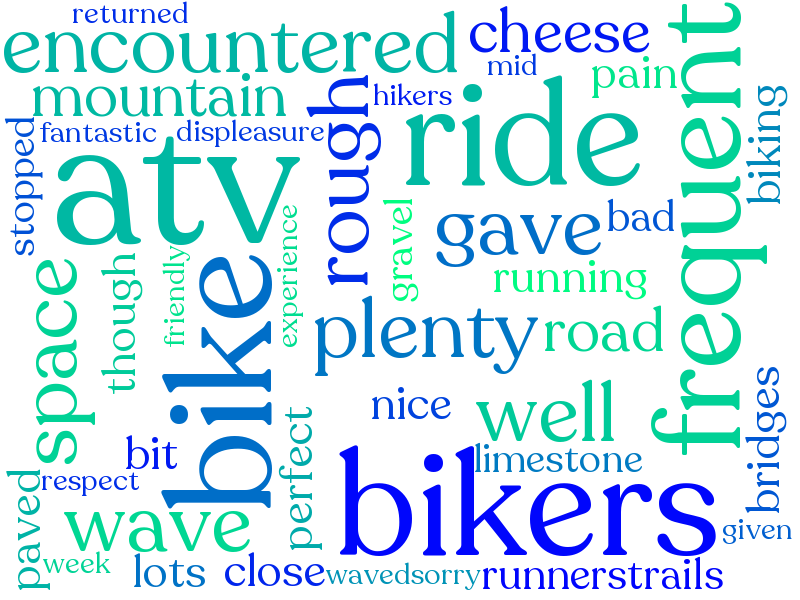 returned
encountered
cheese
mid
pain
frequent
mountain
hikers
rough
ride
biking
stopped
fantastic
displeasure
atv
gravel
gave
bad
space
though
friendly
bike
experience
running
plenty
road
nice
well
bridges
bit
perfect
limestone
bikers
paved
respect
wave
given
week
lots
close
wavedsorry
runnerstrails